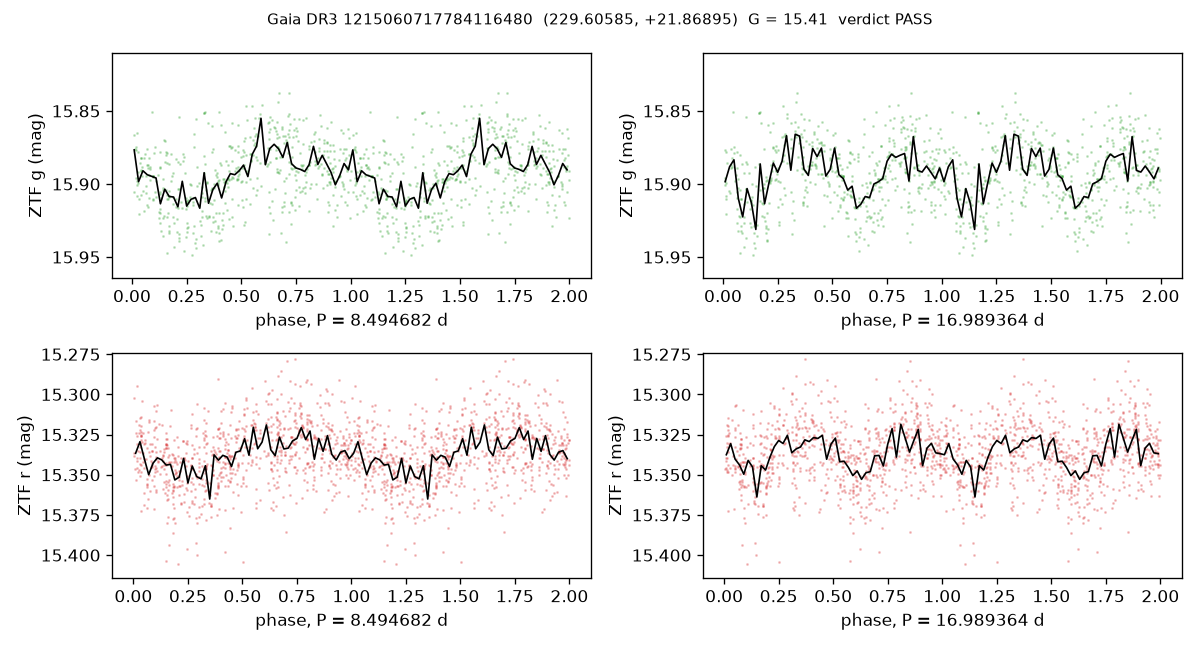 Gaia DR3 1215060717784116480 (229.60585, +21.86895) G = 15.41 verdict PASS
ZTF g (mag)
15.85
15.90
15.95
0.00 0.25 0.50 0.75 1.00 1.25 1.50 1.75 2.00
phase, P = 8.494682 d
ZTF g (mag)
15.85
15.90
15.95
0.00 0.25 0.50 0.75 1.00 1.25 1.50 1.75 2.00
phase, P = 16.989364 d
ZTF r (mag)
15.275
15.300
15.325
15.350
15.375
15.400
0.00 0.25 0.50 0.75 1.00 1.25 1.50 1.75 2.00
phase, P = 8.494682 d
ZTF r (mag)
15.275
15.300
15.325
15.350
15.375
15.400
0.00 0.25 0.50 0.75 1.00 1.25 1.50 1.75 2.00
phase, P = 16.989364 d